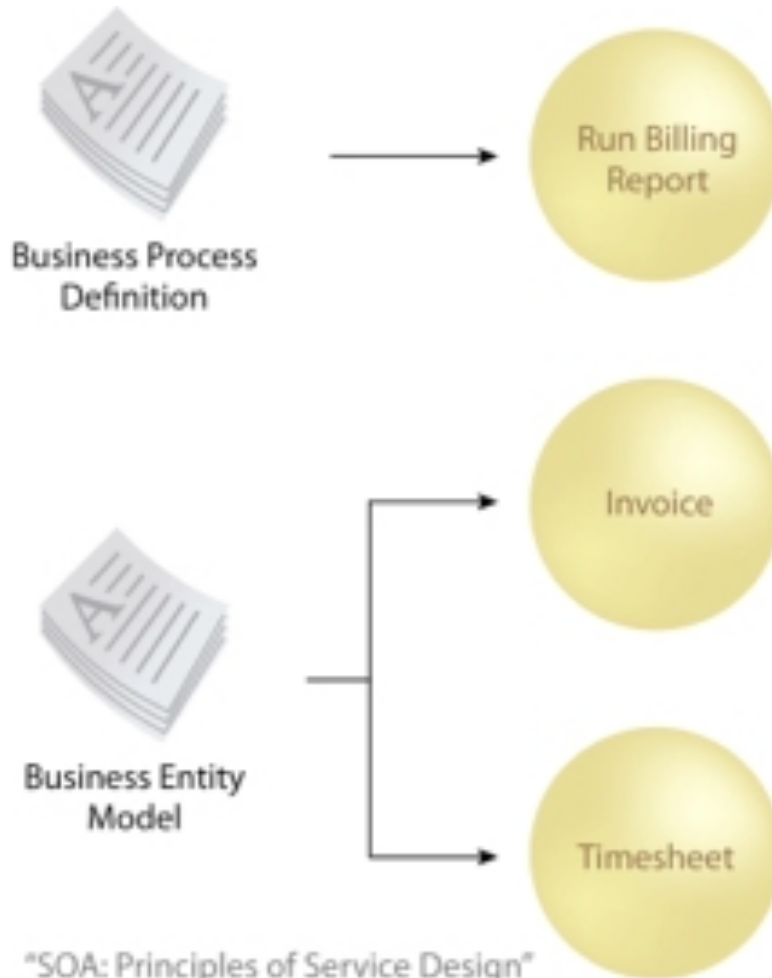 Run Billing
Report
Business Process
Definition
Invoice
Business Entity
Model
Timesheet
"SOA: Principles of Service Design"